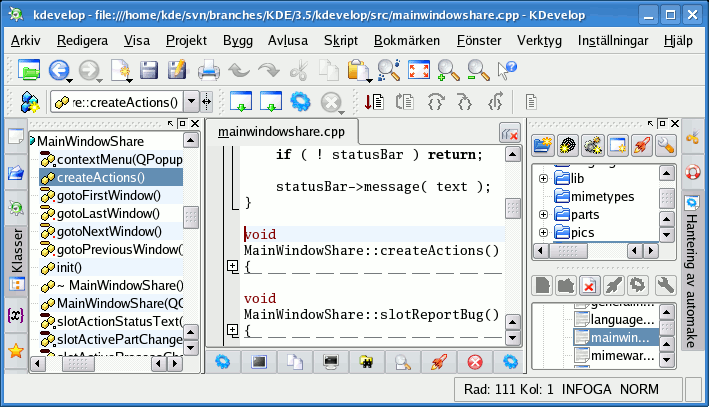 kdevelop - file:///home/kde/svn/branches/KDE/3.5/kdevelop/src/mainwindowshare.cpp - KDevelop
Arkiv Redigera Visa Projekt Bygg Avlusa Skript Bokmärken Fönster Verktyg Inställningar Hjälp
re::createActions()
MainWindowShare
contextMenu(QPopup
createActions()
gotoFirstWindow()
gotoLastWindow()
gotoNextWindow()
gotoPreviousWindow(
init()
~ MainWindowShare()
MainWindowShare(QO
slotActionStatusText(
slotActivePartChange
Klasser
mainwindowshare.cpp
if ( ! statusBar ) return;
statusBar->message( text );
}
void
MainWindowShare::createActions()
{
void
MainWindowShare::slotReportBug()
{
lib
mimetypes
parts
pics
language...
mainwin...
mimewar...
Hantering av automake
Rad: 111 Kol: 1 INFOGA NORM